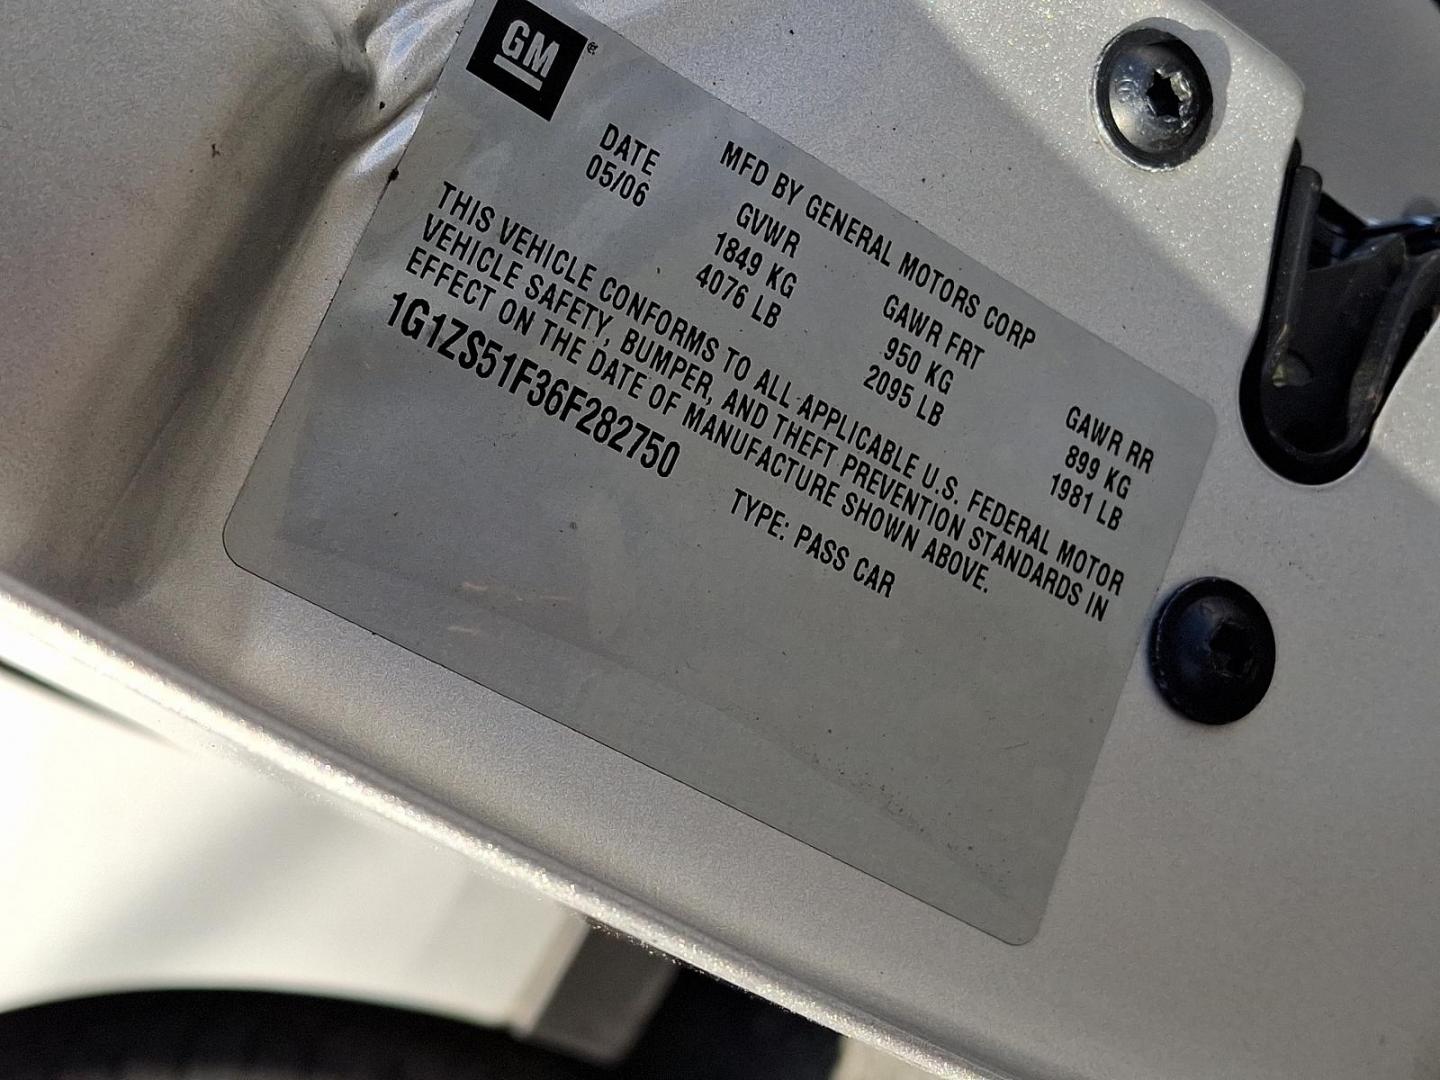 GM
MFD BY GENERAL MOTORS CORP
DATE GVWR GAWR FRT GAWR RR
05/06 1849 KG 950 KG 899 KG
4076 LB 2095 LB 1981 LB
THIS VEHICLE CONFORMS TO ALL APPLICABLE U.S. FEDERAL MOTOR
VEHICLE SAFETY, BUMPER, AND THEFT PREVENTION STANDARDS IN
EFFECT ON THE DATE OF MANUFACTURE SHOWN ABOVE.
1G1ZS51F36F282750 TYPE: PASS CAR